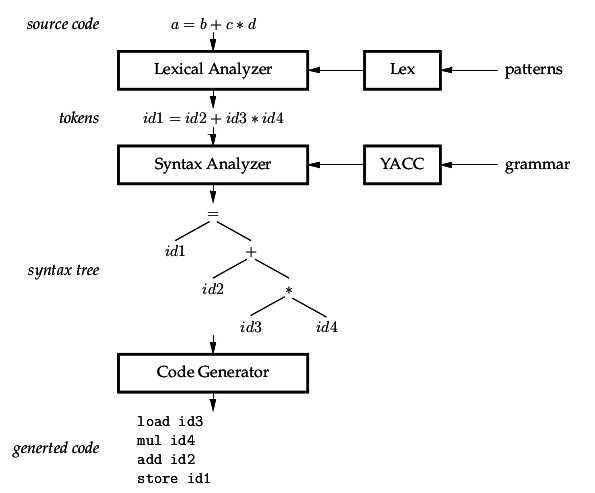 source code a = b + c * d
Lexical Analyzer Lex patterns
tokens id1 = id2 + id3 * id4
Syntax Analyzer YACC grammar
=
id1 +
syntax tree id2 *
id3 id4
Code Generator
load id3
mul id4
generted code
add id2
store id1